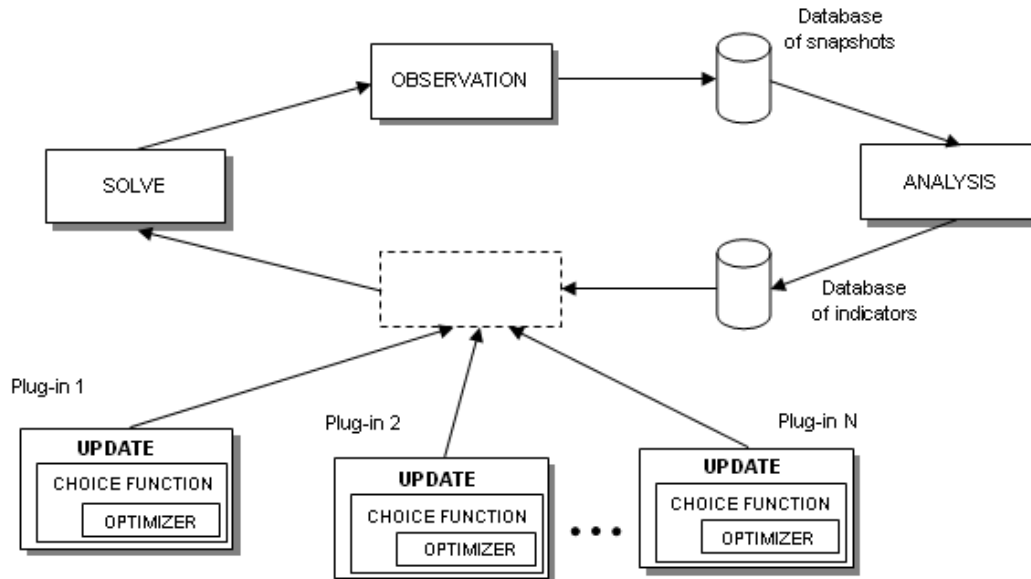 Database
of snapshots
OBSERVATION
SOLVE
ANALYSIS
Database
of indicators
Plug-in 1
Plug-in 2
Plug-in N
UPDATE
CHOICE FUNCTION
OPTIMIZER
UPDATE
CHOICE FUNCTION
OPTIMIZER
UPDATE
CHOICE FUNCTION
OPTIMIZER